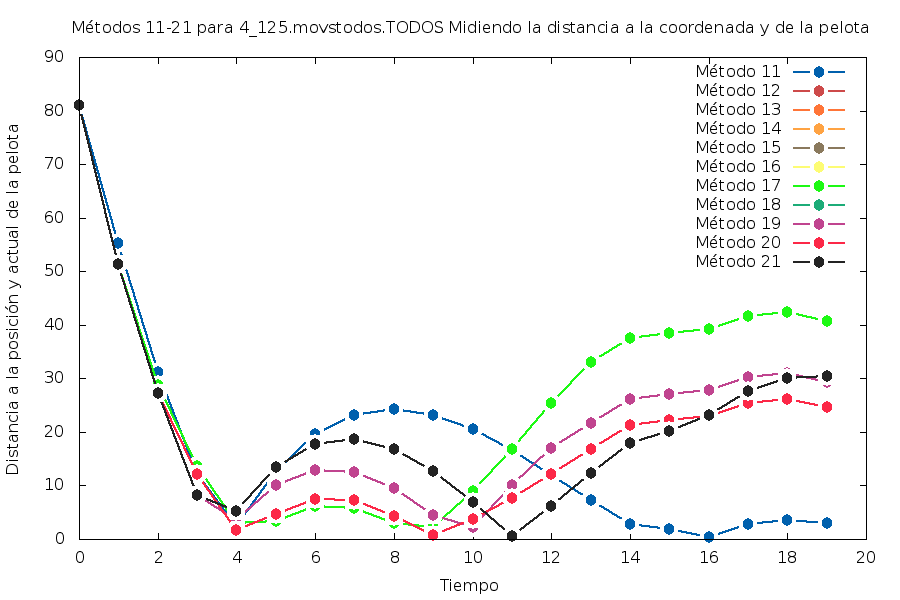 Métodos 11-21 para 4_125.movstodos.TODOS Midiendo la distancia a la coordenada y de la pelota
Distancia a la posición y actual de la pelota
90
80
70
60
50
40
30
20
10
0
Método 11
Método 12
Método 13
Método 14
Método 15
Método 16
Método 17
Método 18
Método 19
Método 20
Método 21
0 2 4 6 8 10 12 14 16 18 20
Tiempo